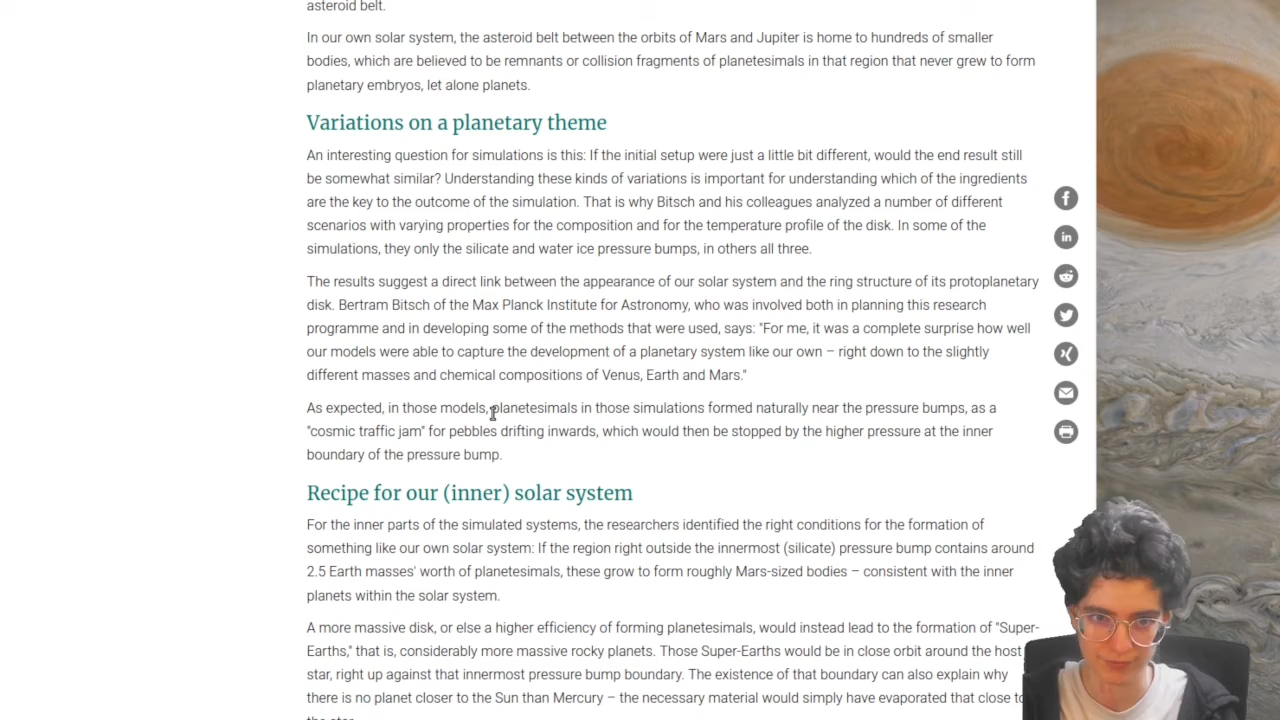 asteroid belt.
In our own solar system, the asteroid belt between the orbits of Mars and Jupiter is home to hundreds of smaller
bodies, which are believed to be remnants or collision fragments of planetesimals in that region that never grew to form
planetary embryos, let alone planets.
Variations on a planetary theme
An interesting question for simulations is this: If the initial setup were just a little bit different, would the end result still
be somewhat similar? Understanding these kinds of variations is important for understanding which of the ingredients
are the key to the outcome of the simulation. That is why Bitsch and his colleagues analyzed a number of different
scenarios with varying properties for the composition and for the temperature profile of the disk. In some of the
simulations, they only the silicate and water ice pressure bumps, in others all three.
The results suggest a direct link between the appearance of our solar system and the ring structure of its protoplanetary
disk. Bertram Bitsch of the Max Planck Institute for Astronomy, who was involved both in planning this research
programme and in developing some of the methods that were used, says: "For me, it was a complete surprise how well
our models were able to capture the development of a planetary system like our own – right down to the slightly
different masses and chemical compositions of Venus, Earth and Mars."
As expected, in those models, planetesimals in those simulations formed naturally near the pressure bumps, as a
"cosmic traffic jam" for pebbles drifting inwards, which would then be stopped by the higher pressure at the inner
boundary of the pressure bump.
Recipe for our (inner) solar system
For the inner parts of the simulated systems, the researchers identified the right conditions for the formation of
something like our own solar system: If the region right outside the innermost (silicate) pressure bump contains around
2.5 Earth masses' worth of planetesimals, these grow to form roughly Mars-sized bodies – consistent with the inner
planets within the solar system.
A more massive disk, or else a higher efficiency of forming planetesimals, would instead lead to the formation of "Super-
Earths," that is, considerably more massive rocky planets. Those Super-Earths would be in close orbit around the host
star, right up against that innermost pressure bump boundary. The existence of that boundary can also explain why
there is no planet closer to the Sun than Mercury – the necessary material would simply have evaporated that close to
the star.